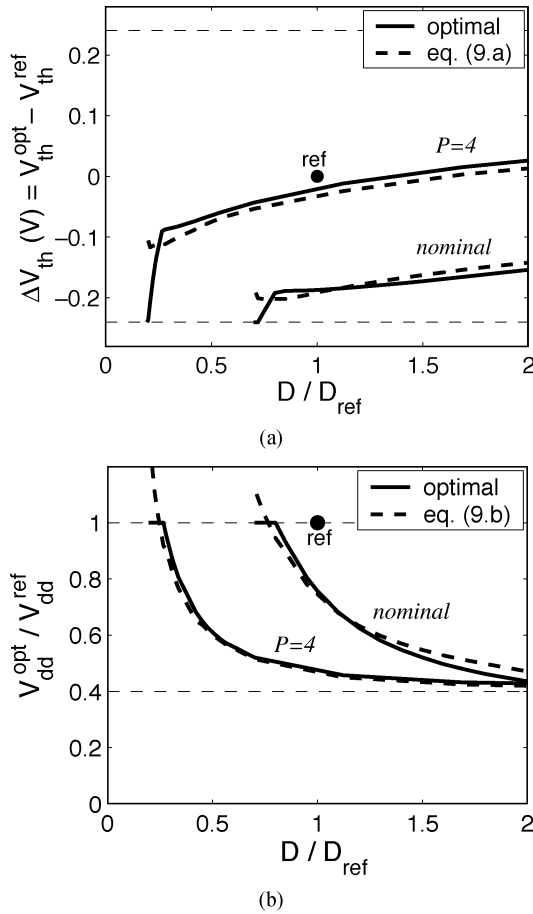 0.2
0.1
0
−0.1
−0.2
ΔV_th (V) = V_th^opt − V_th^ref
optimal
eq. (9.a)
P=4
ref
nominal
0
0.5
1
1.5
2
D / D_ref
(a)
1
0.8
0.6
0.4
0.2
0
V_dd^opt / V_dd^ref
optimal
eq. (9.b)
ref
nominal
P=4
0
0.5
1
1.5
2
D / D_ref
(b)